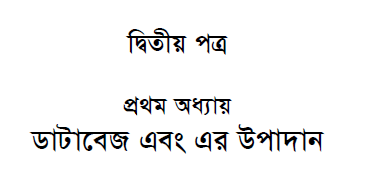 দ্বিতীয় পত্র
প্রথম অধ্যায়
ডাটাবেজ এবং এর উপাদান